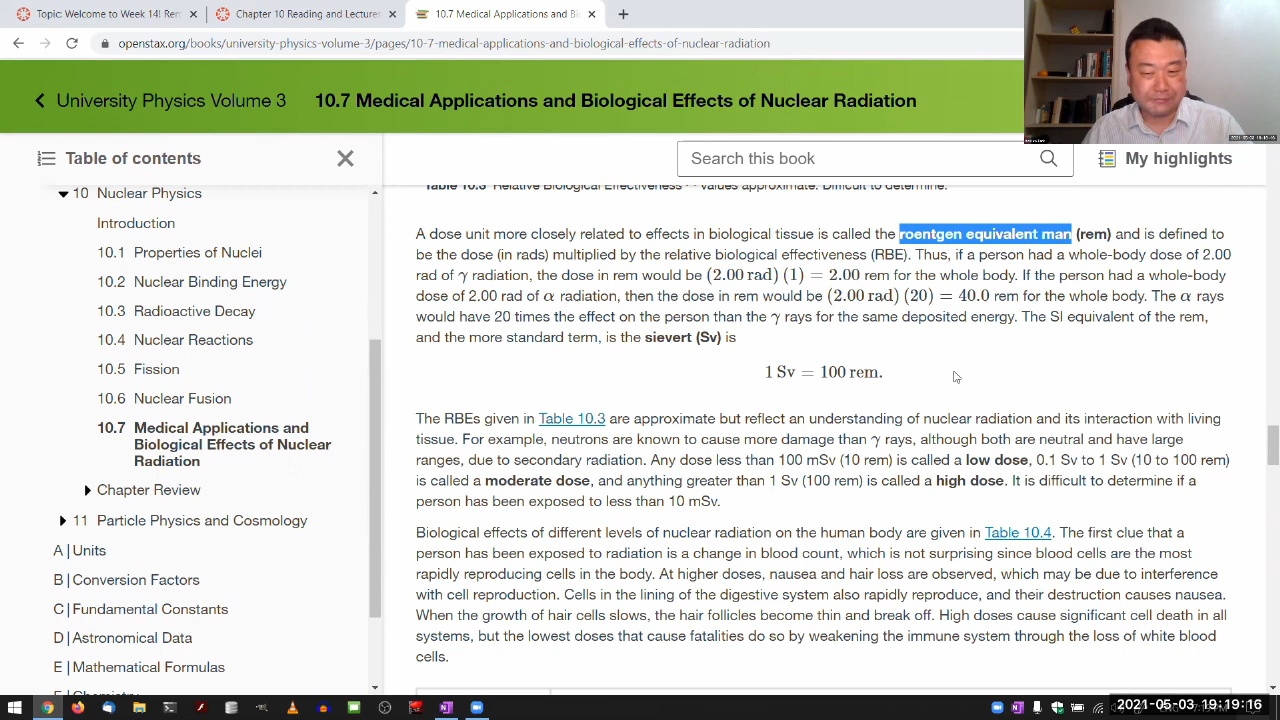 Topic: Welcome to Week 14! Rem
Chapter 10 Reading and Lectures
10.7 Medical Applications and Bi
openstax.org/books/university-physics-volume-3/pages/10-7-medical-applications-and-biological-effects-of-nuclear-radiation
University Physics Volume 3
10.7 Medical Applications and Biological Effects of Nuclear Radiation
2021-05-03 19:19:16
Table of contents
Search this book
My highlights
10 Nuclear Physics
Introduction
10.1 Properties of Nuclei
10.2 Nuclear Binding Energy
10.3 Radioactive Decay
10.4 Nuclear Reactions
10.5 Fission
10.6 Nuclear Fusion
10.7 Medical Applications and
Biological Effects of Nuclear
Radiation
Chapter Review
11 Particle Physics and Cosmology
A | Units
B | Conversion Factors
C | Fundamental Constants
D | Astronomical Data
E | Mathematical Formulas
Table 10.3 Relative Biological Effectiveness values approximate. Difficult to determine.
A dose unit more closely related to effects in biological tissue is called the roentgen equivalent man (rem) and is defined to
be the dose (in rads) multiplied by the relative biological effectiveness (RBE). Thus, if a person had a whole-body dose of 2.00
rad of γ radiation, the dose in rem would be (2.00 rad) (1) = 2.00 rem for the whole body. If the person had a whole-body
dose of 2.00 rad of α radiation, then the dose in rem would be (2.00 rad) (20) = 40.0 rem for the whole body. The α rays
would have 20 times the effect on the person than the γ rays for the same deposited energy. The SI equivalent of the rem,
and the more standard term, is the sievert (Sv) is
1 Sv = 100 rem.
The RBEs given in Table 10.3 are approximate but reflect an understanding of nuclear radiation and its interaction with living
tissue. For example, neutrons are known to cause more damage than γ rays, although both are neutral and have large
ranges, due to secondary radiation. Any dose less than 100 mSv (10 rem) is called a low dose, 0.1 Sv to 1 Sv (10 to 100 rem)
is called a moderate dose, and anything greater than 1 Sv (100 rem) is called a high dose. It is difficult to determine if a
person has been exposed to less than 10 mSv.
Biological effects of different levels of nuclear radiation on the human body are given in Table 10.4. The first clue that a
person has been exposed to radiation is a change in blood count, which is not surprising since blood cells are the most
rapidly reproducing cells in the body. At higher doses, nausea and hair loss are observed, which may be due to interference
with cell reproduction. Cells in the lining of the digestive system also rapidly reproduce, and their destruction causes nausea.
When the growth of hair cells slows, the hair follicles become thin and break off. High doses cause significant cell death in all
systems, but the lowest doses that cause fatalities do so by weakening the immune system through the loss of white blood
cells.
2021-05-03 19:19:16